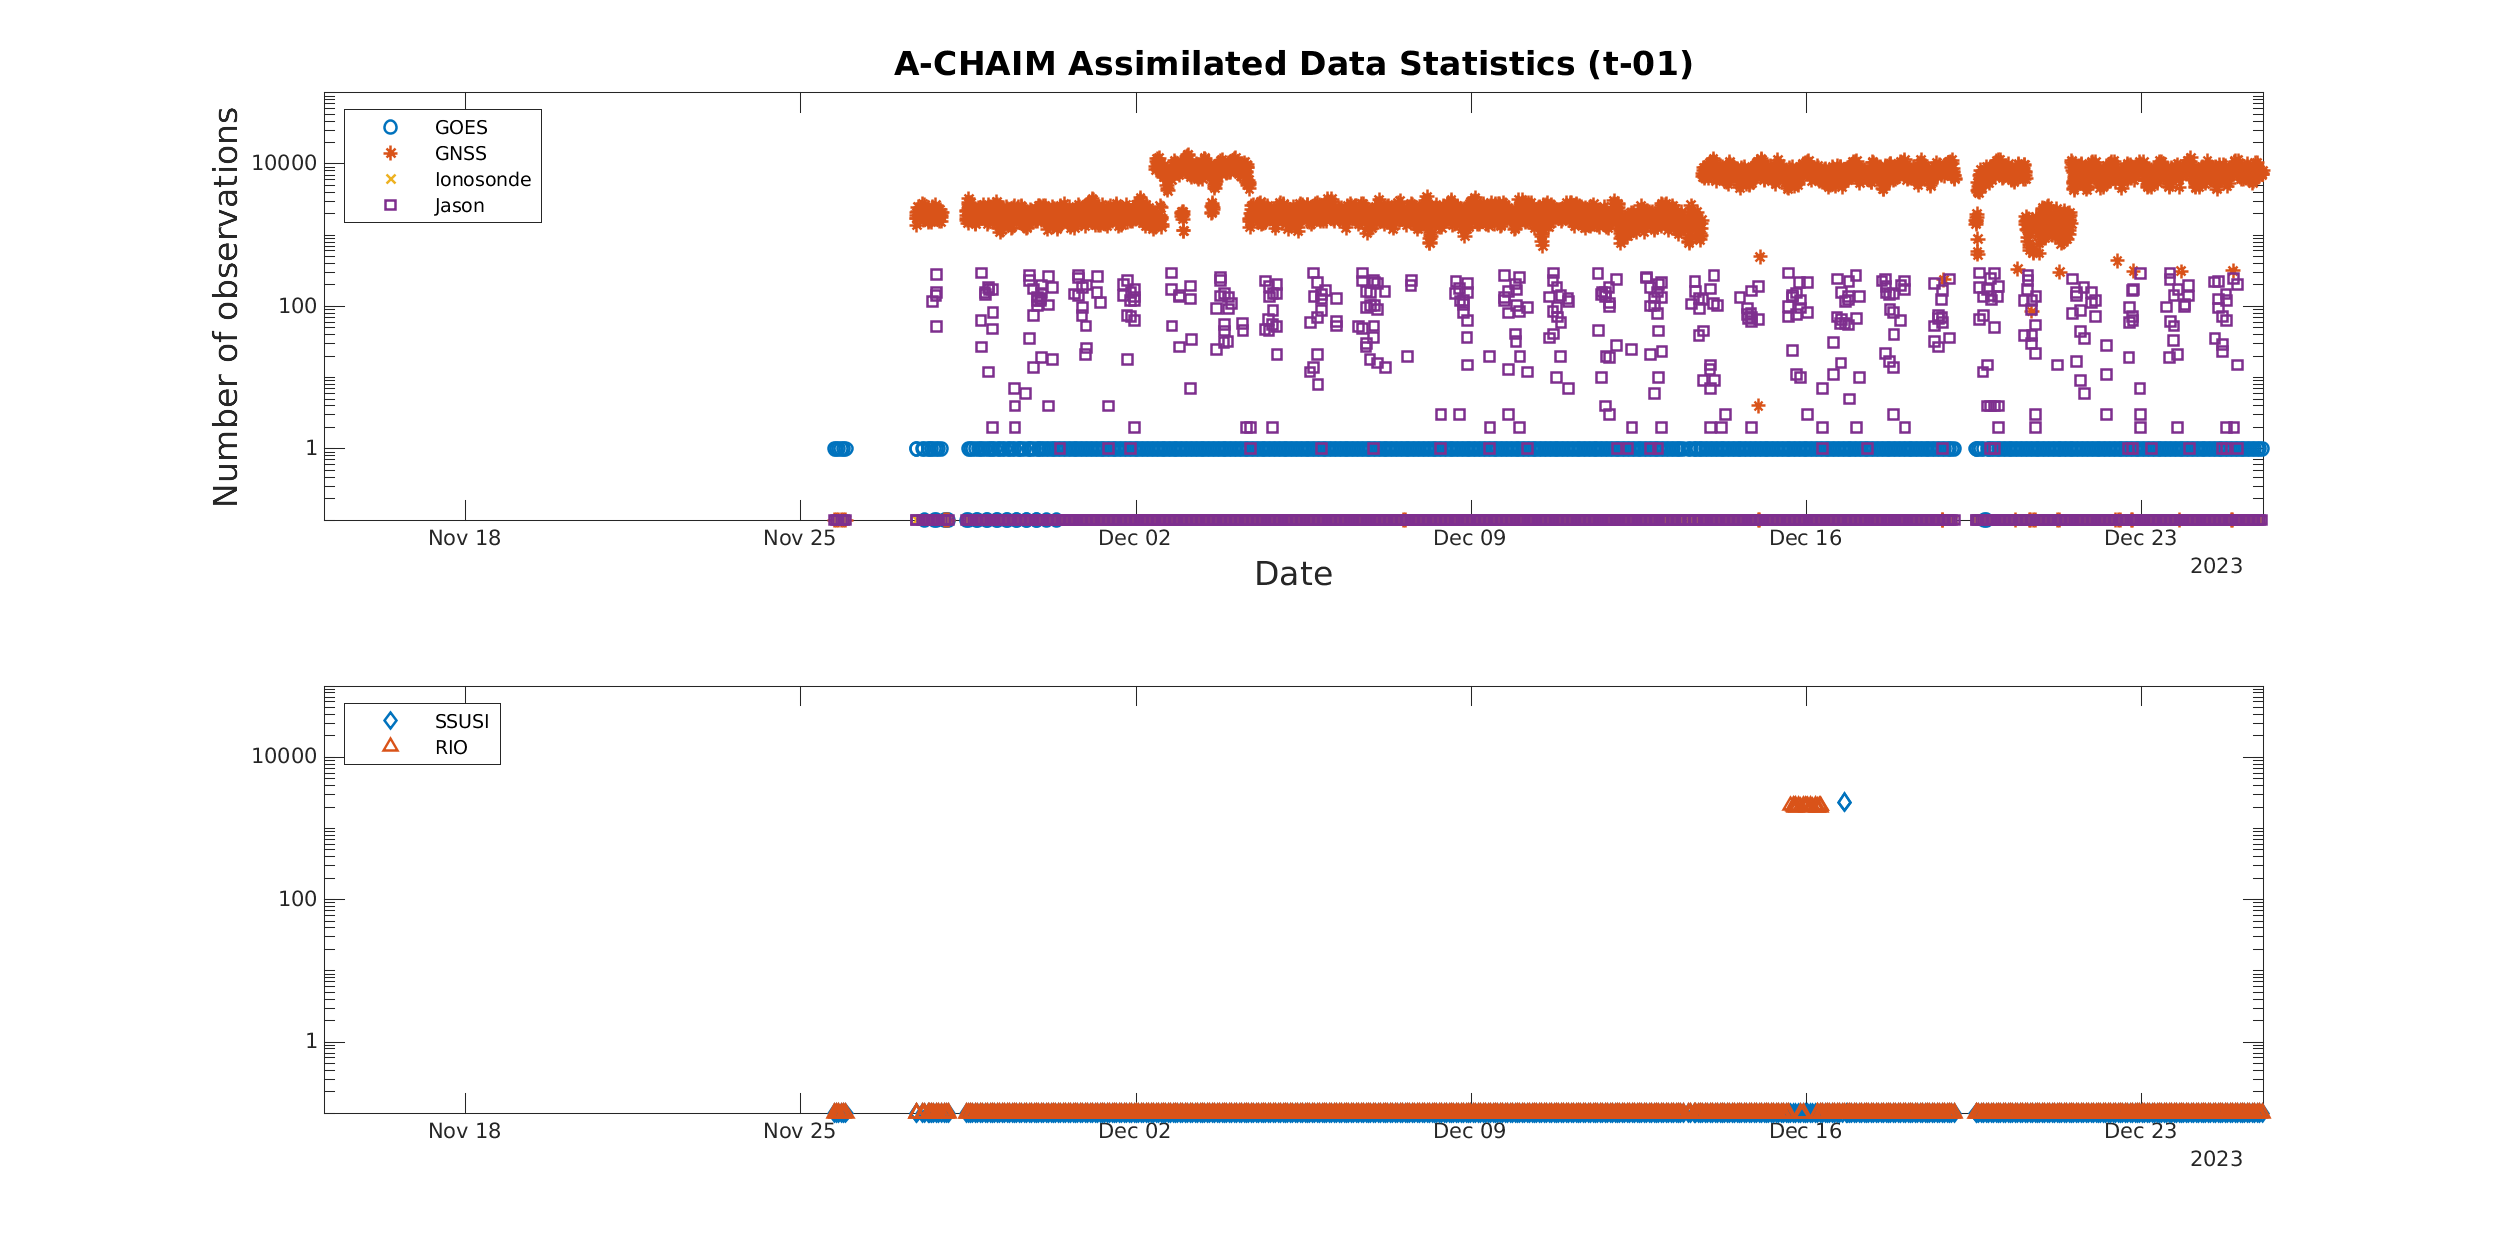 A-CHAIM Assimilated Data Statistics (t-01)
Number of observations
10000
100
1
GOES
GNSS
Ionosonde
Jason
Nov 18
Nov 25
Dec 02
Dec 09
Dec 16
Dec 23
2023
Date
10000
100
1
SSUSI
RIO
Nov 18
Nov 25
Dec 02
Dec 09
Dec 16
Dec 23
2023